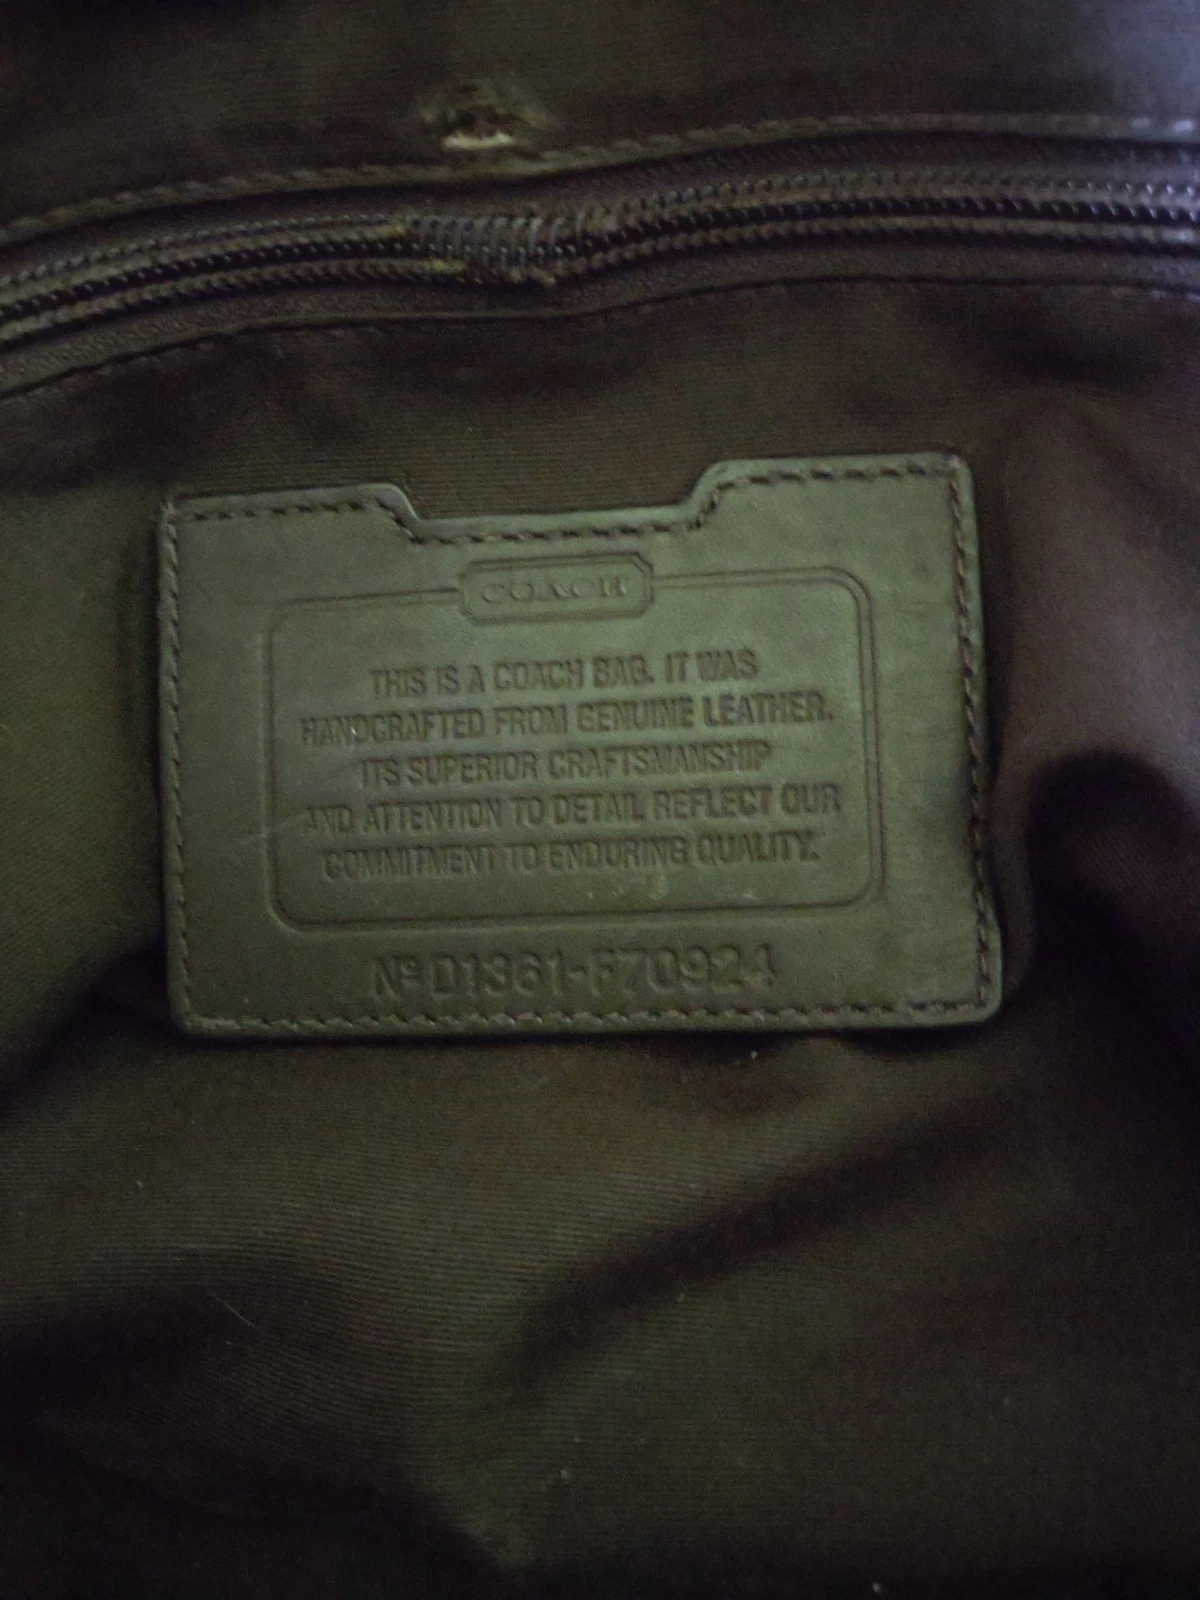 COACH
THIS IS A COACH BAG. IT WAS
HANDCRAFTED FROM GENUINE LEATHER.
ITS SUPERIOR CRAFTSMANSHIP
AND ATTENTION TO DETAIL REFLECT OUR
COMMITMENT TO ENDURING QUALITY.
Nº D1361-F70924